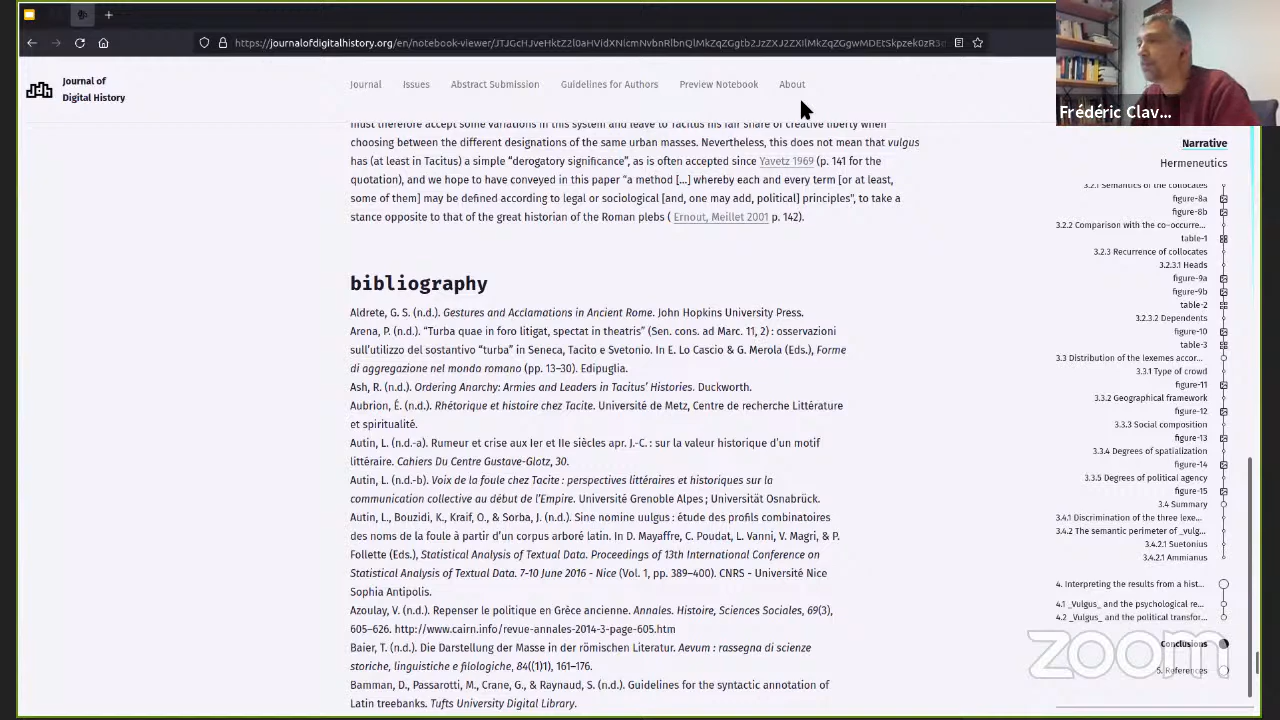 https://journalofdigitalhistory.org/en/notebook-viewer/
Journal of
Digital History
Journal
Issues
Abstract Submission
Guidelines for Authors
Preview Notebook
About
Frédéric Clav...
must therefore accept some variations in this system and leave to Tacitus his fair share of creative liberty when
choosing between the different designations of the same urban masses. Nevertheless, this does not mean that vulgus
has (at least in Tacitus) a simple “derogatory significance”, as is often accepted since Yavetz 1969 (p. 141 for the
quotation), and we hope to have conveyed in this paper “a method [...] whereby each and every term [or at least,
some of them] may be defined according to legal or sociological [and, one may add, political] principles”, to take a
stance opposite to that of the great historian of the Roman plebs ( Ernout, Meillet 2001 p. 142).
bibliography
Aldrete, G. S. (n.d.). Gestures and Acclamations in Ancient Rome. John Hopkins University Press.
Arena, P. (n.d.). “Turba quae in foro litigat, spectat in theatris” (Sen. cons. ad Marc. 11, 2) : osservazioni
sull’utilizzo del sostantivo “turba” in Seneca, Tacito e Svetonio. In E. Lo Cascio & G. Merola (Eds.), Forme
di aggregazione nel mondo romano (pp. 13–30). Edipuglia.
Ash, R. (n.d.). Ordering Anarchy: Armies and Leaders in Tacitus’ Histories. Duckworth.
Aubrion, É. (n.d.). Rhétorique et histoire chez Tacite. Université de Metz, Centre de recherche Littérature
et spiritualité.
Autin, L. (n.d.-a). Rumeur et crise aux Ier et IIe siècles apr. J.-C. : sur la valeur historique d’un motif
littéraire. Cahiers Du Centre Gustave-Glotz, 30.
Autin, L. (n.d.-b). Voix de la foule chez Tacite : perspectives littéraires et historiques sur la
communication collective au début de l’Empire. Université Grenoble Alpes ; Universität Osnabrück.
Autin, L., Bouzidi, K., Kraif, O., & Sorba, J. (n.d.). Sine nomine uulgus : étude des profils combinatoires
des noms de la foule à partir d’un corpus arboré latin. In D. Mayaffre, C. Poudat, L. Vanni, V. Magri, & P.
Follette (Eds.), Statistical Analysis of Textual Data. Proceedings of 13th International Conference on
Statistical Analysis of Textual Data. 7-10 June 2016 - Nice (Vol. 1, pp. 389–400). CNRS - Université Nice
Sophia Antipolis.
Azoulay, V. (n.d.). Repenser le politique en Grèce ancienne. Annales. Histoire, Sciences Sociales, 69(3),
605–626. http://www.cairn.info/revue-annales-2014-3-page-605.htm
Baier, T. (n.d.). Die Darstellung der Masse in der römischen Literatur. Aevum : rassegna di scienze
storiche, linguistiche e filologiche, 84((1)1), 161–176.
Bamman, D., Passarotti, M., Crane, G., & Raynaud, S. (n.d.). Guidelines for the syntactic annotation of
Latin treebanks. Tufts University Digital Library.
Narrative
Hermeneutics
3.2.1 Semantics of the collocates
figure-8a
figure-8b
3.2.2 Comparison with the co-occurre...
table-1
3.2.3 Recurrence of collocates
3.2.3.1 Heads
figure-9a
figure-9b
table-2
3.2.3.2 Dependents
figure-10
table-3
3.3 Distribution of the lexemes accor...
3.3.1 Type of crowd
figure-11
3.3.2 Geographical framework
figure-12
3.3.3 Social composition
figure-13
3.3.4 Degrees of spatialization
figure-14
3.3.5 Degrees of political agency
figure-15
3.4 Summary
3.4.1 Discrimination of the three lexe...
3.4.2 The semantic perimeter of _vulg...
3.4.2.1 Suetonius
3.4.2.1 Ammianus
4. Interpreting the results from a hist...
4.1 _Vulgus_ and the psychological re...
4.2 _Vulgus_ and the political transfor...
Conclusions
6. References
zoom